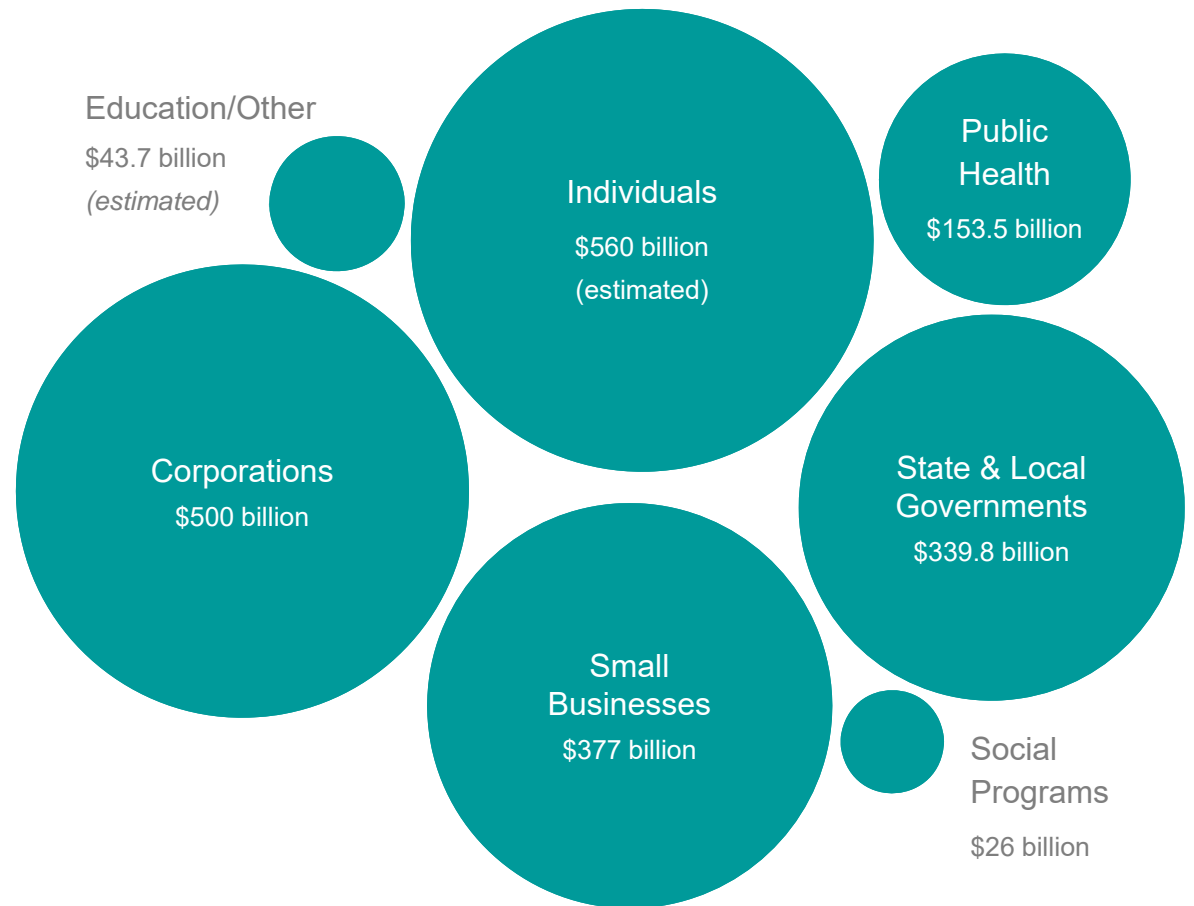 Education/Other
$43.7 billion
(estimated)
Individuals
$560 billion
(estimated)
Public
Health
$153.5 billion
Corporations
$500 billion
State & Local
Governments
$339.8 billion
Small
Businesses
$377 billion
Social
Programs
$26 billion